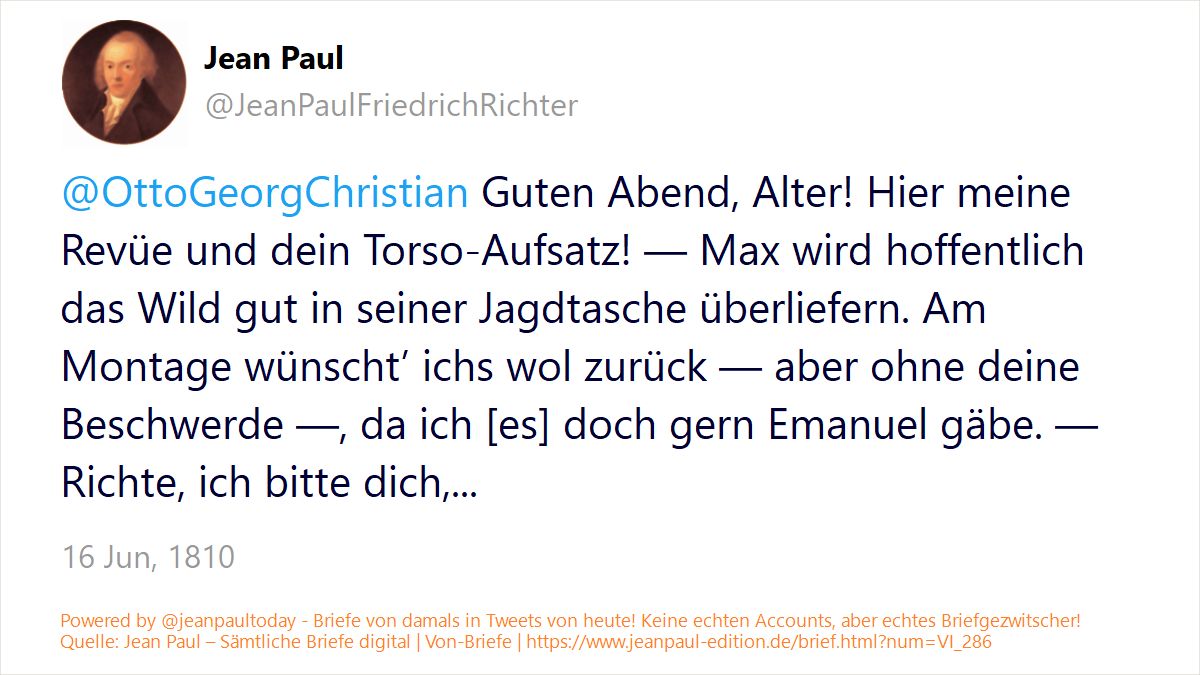 Jean Paul
@JeanPaulFriedrichRichter
@OttoGeorgChristian Guten Abend, Alter! Hier meine
Revüe und dein Torso-Aufsatz! — Max wird hoffentlich
das Wild gut in seiner Jagdtasche überliefern. Am
Montage wünscht’ ichs wol zurück — aber ohne deine
Beschwerde —, da ich [es] doch gern Emanuel gäbe. —
Richte, ich bitte dich,...
16 Jun, 1810
Powered by @jeanpaultoday - Briefe von damals in Tweets von heute! Keine echten Accounts, aber echtes Briefgezwitscher!
Quelle: Jean Paul – Sämtliche Briefe digital | Von-Briefe | https://www.jeanpaul-edition.de/brief.html?num=VI_286